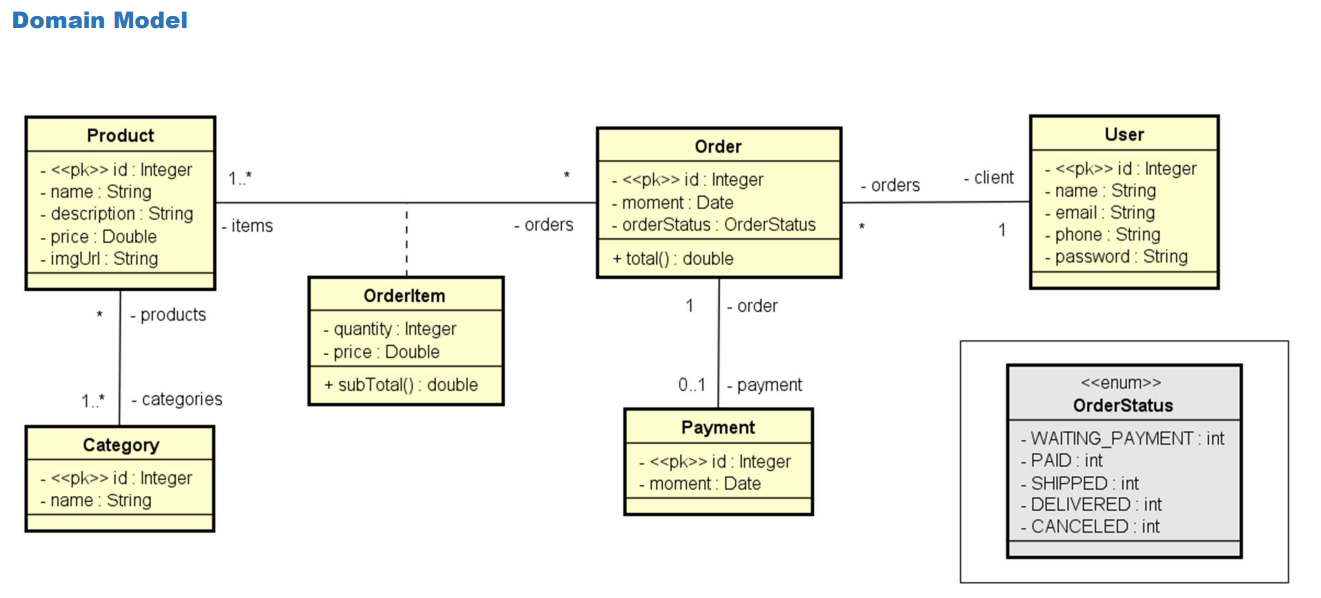 Domain Model
Product
- <<pk>> id : Integer
- name : String
- description : String
- price : Double
- imgUrl : String
1..*
*
- items
- orders
Order
- <<pk>> id : Integer
- moment : Date
- orderStatus : OrderStatus
+ total() : double
- orders
- client
*
1
User
- <<pk>> id : Integer
- name : String
- email : String
- phone : String
- password : String
OrderItem
- quantity : Integer
- price : Double
+ subTotal() : double
* - products
1..* - categories
Category
- <<pk>> id : Integer
- name : String
1 - order
0..1 - payment
Payment
- <<pk>> id : Integer
- moment : Date
<<enum>>
OrderStatus
- WAITING_PAYMENT : int
- PAID : int
- SHIPPED : int
- DELIVERED : int
- CANCELED : int